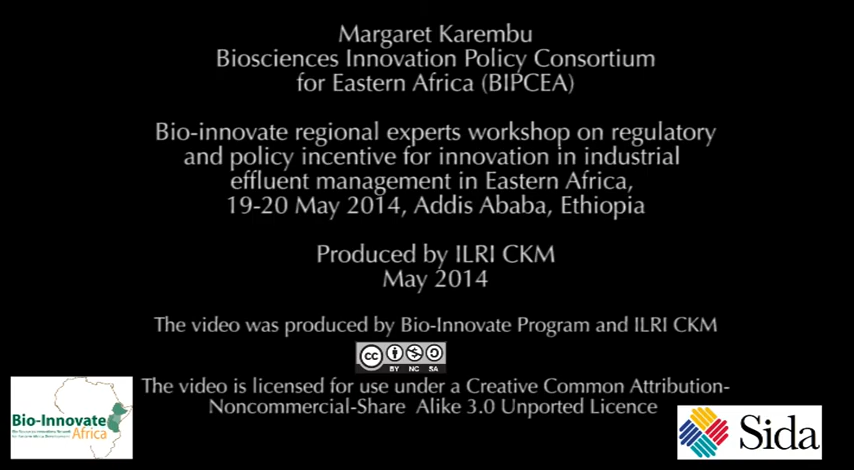 Margaret Karembu
Biosciences Innovation Policy Consortium
for Eastern Africa (BIPCEA)
Bio-innovate regional experts workshop on regulatory
and policy incentive for innovation in industrial
effluent management in Eastern Africa,
19-20 May 2014, Addis Ababa, Ethiopia
Produced by ILRI CKM
May 2014
The video was produced by Bio-Innovate Program and ILRI CKM
cc
BY NC SA
The video is licensed for use under a Creative Common Attribution-
Noncommercial-Share Alike 3.0 Unported Licence
Bio-Innovate
Africa
Sida